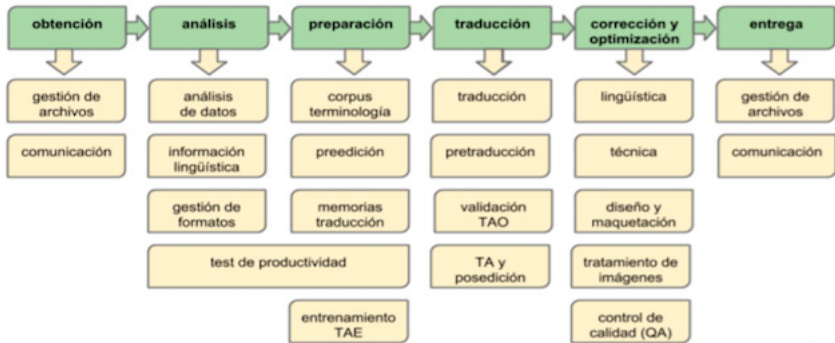 obtención
análisis
preparación
traducción
corrección y
optimización
entrega
gestión de
archivos
análisis
de datos
corpus
terminología
traducción
lingüística
gestión de
archivos
comunicación
información
lingüística
preedición
pretraducción
técnica
comunicación
gestión de
formatos
memorias
traducción
validación
TAO
diseño y
maquetación
test de productividad
TA y
posedición
tratamiento de
imágenes
entrenamiento
TAE
control de
calidad (QA)